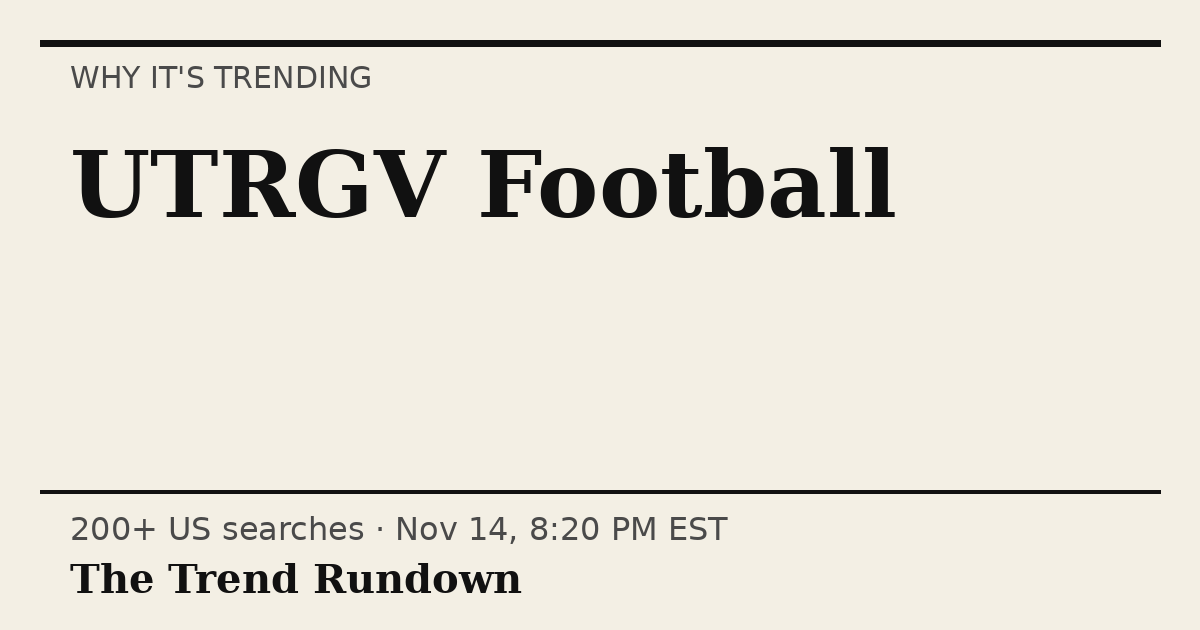 WHY IT'S TRENDING
UTRGV Football
200+ US searches · Nov 14, 8:20 PM EST
The Trend Rundown